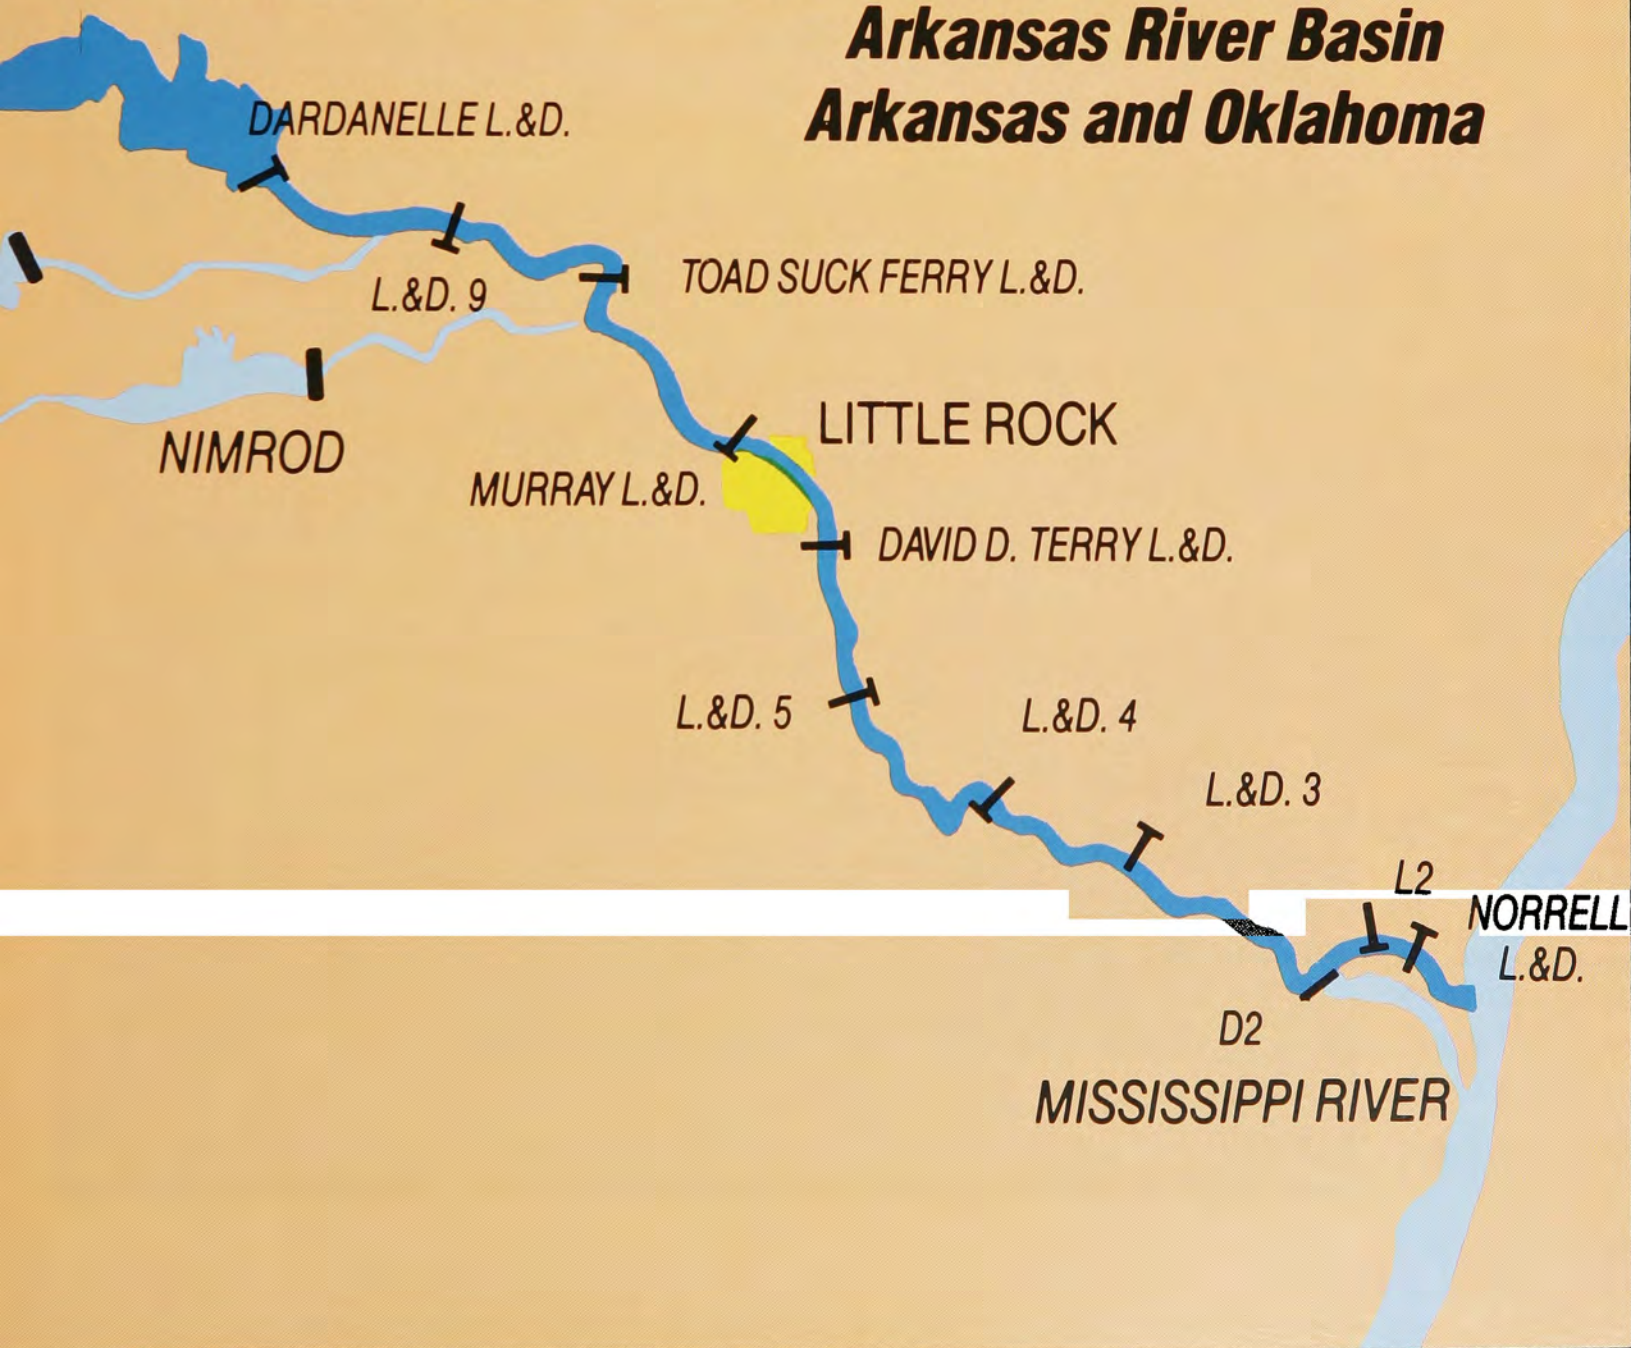 Arkansas River Basin
Arkansas and Oklahoma
DARDANELLE L.&D.
TOAD SUCK FERRY L.&D.
L.&D. 9
LITTLE ROCK
NIMROD
MURRAY L.&D.
DAVID D. TERRY L.&D.
L.&D. 5
L.&D. 4
L.&D. 3
L2
NORRELL
L.&D.
D2
MISSISSIPPI RIVER